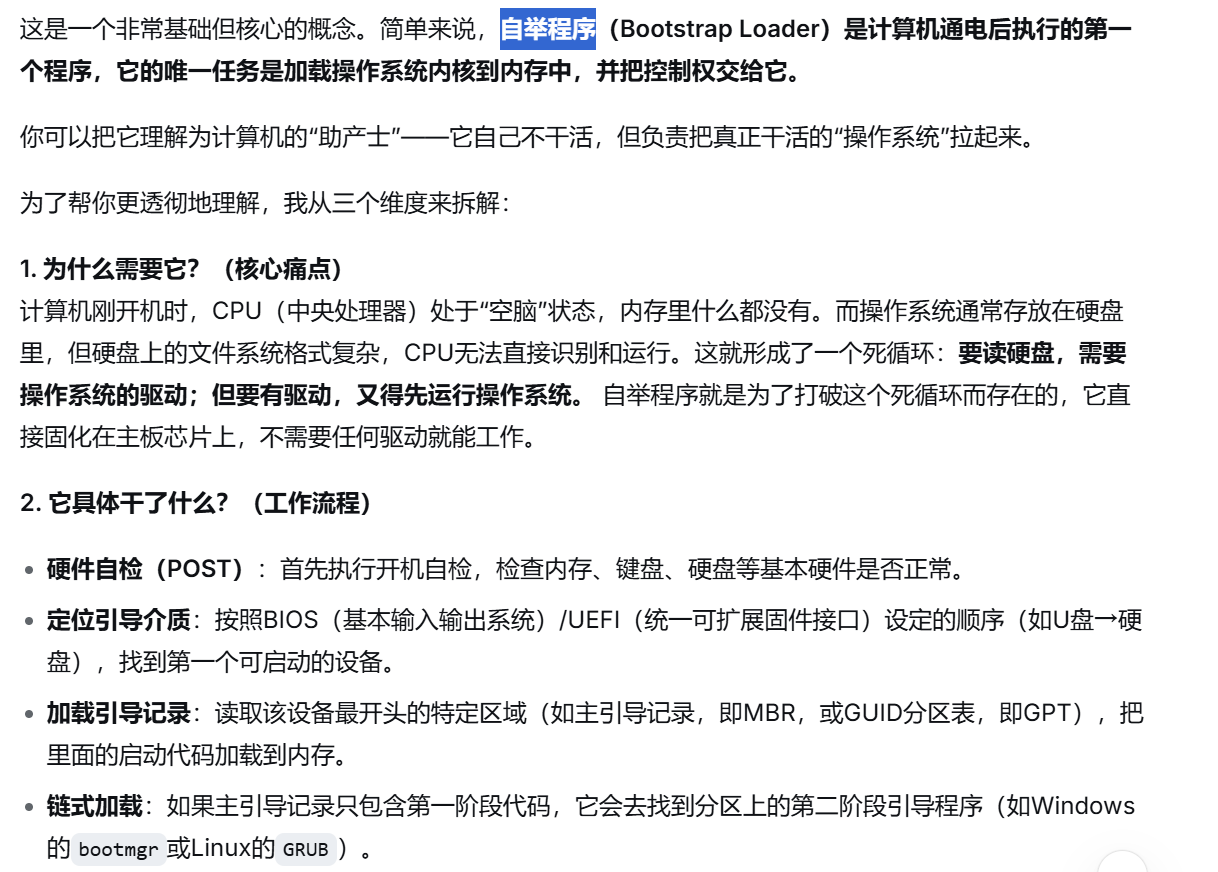 这是一个非常基础但核心的概念。简单来说，自举程序（Bootstrap Loader）是计算机通电后执行的第一
个程序，它的唯一任务是加载操作系统内核到内存中，并把控制权交给它。
你可以把它理解为计算机的“助产士”——它自己不干活，但负责把真正干活的“操作系统”拉起来。
为了帮你更透彻地理解，我从三个维度来拆解：
1. 为什么需要它？（核心痛点）
计算机刚开机时，CPU（中央处理器）处于“空脑”状态，内存里什么都没有。而操作系统通常存放在硬盘
里，但硬盘上的文件系统格式复杂，CPU无法直接识别和运行。这就形成了一个死循环：要读硬盘，需要
操作系统的驱动；但要有驱动，又得先运行操作系统。 自举程序就是为了打破这个死循环而存在的，它直
接固化在主板芯片上，不需要任何驱动就能工作。
2. 它具体干了什么？（工作流程）
• 硬件自检（POST）：首先执行开机自检，检查内存、键盘、硬盘等基本硬件是否正常。
• 定位引导介质：按照BIOS（基本输入输出系统）/UEFI（统一可扩展固件接口）设定的顺序（如U盘→硬
盘），找到第一个可启动的设备。
• 加载引导记录：读取该设备最开头的特定区域（如主引导记录，即MBR，或GUID分区表，即GPT），把
里面的启动代码加载到内存。
• 链式加载：如果主引导记录只包含第一阶段代码，它会去找到分区上的第二阶段引导程序（如Windows
的 bootmgr 或Linux的 GRUB ）。